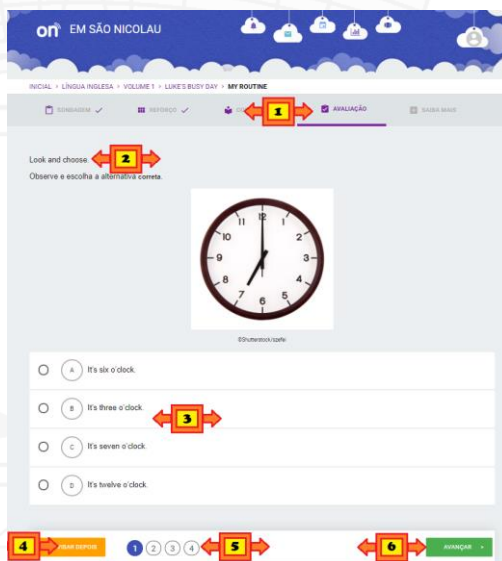 on EM SÃO NICOLAU
INICIAL > LÍNGUA INGLESA > VOLUME 1 > LUKE'S BUSY DAY > MY ROUTINE
SONDAGEM REFORÇO 1 AVALIAÇÃO SAIBA MAIS
Look and choose. 2
Observe e escolha a alternativa correta.
12
11 1
10 2
9 3
8 4
7 5
6
©Shutterstock/
A It's six o'clock.
B It's three o'clock.
3
C It's seven o'clock.
D It's twelve o'clock.
4 DEPOIS 1 2 3 4 5 6 AVANÇAR >